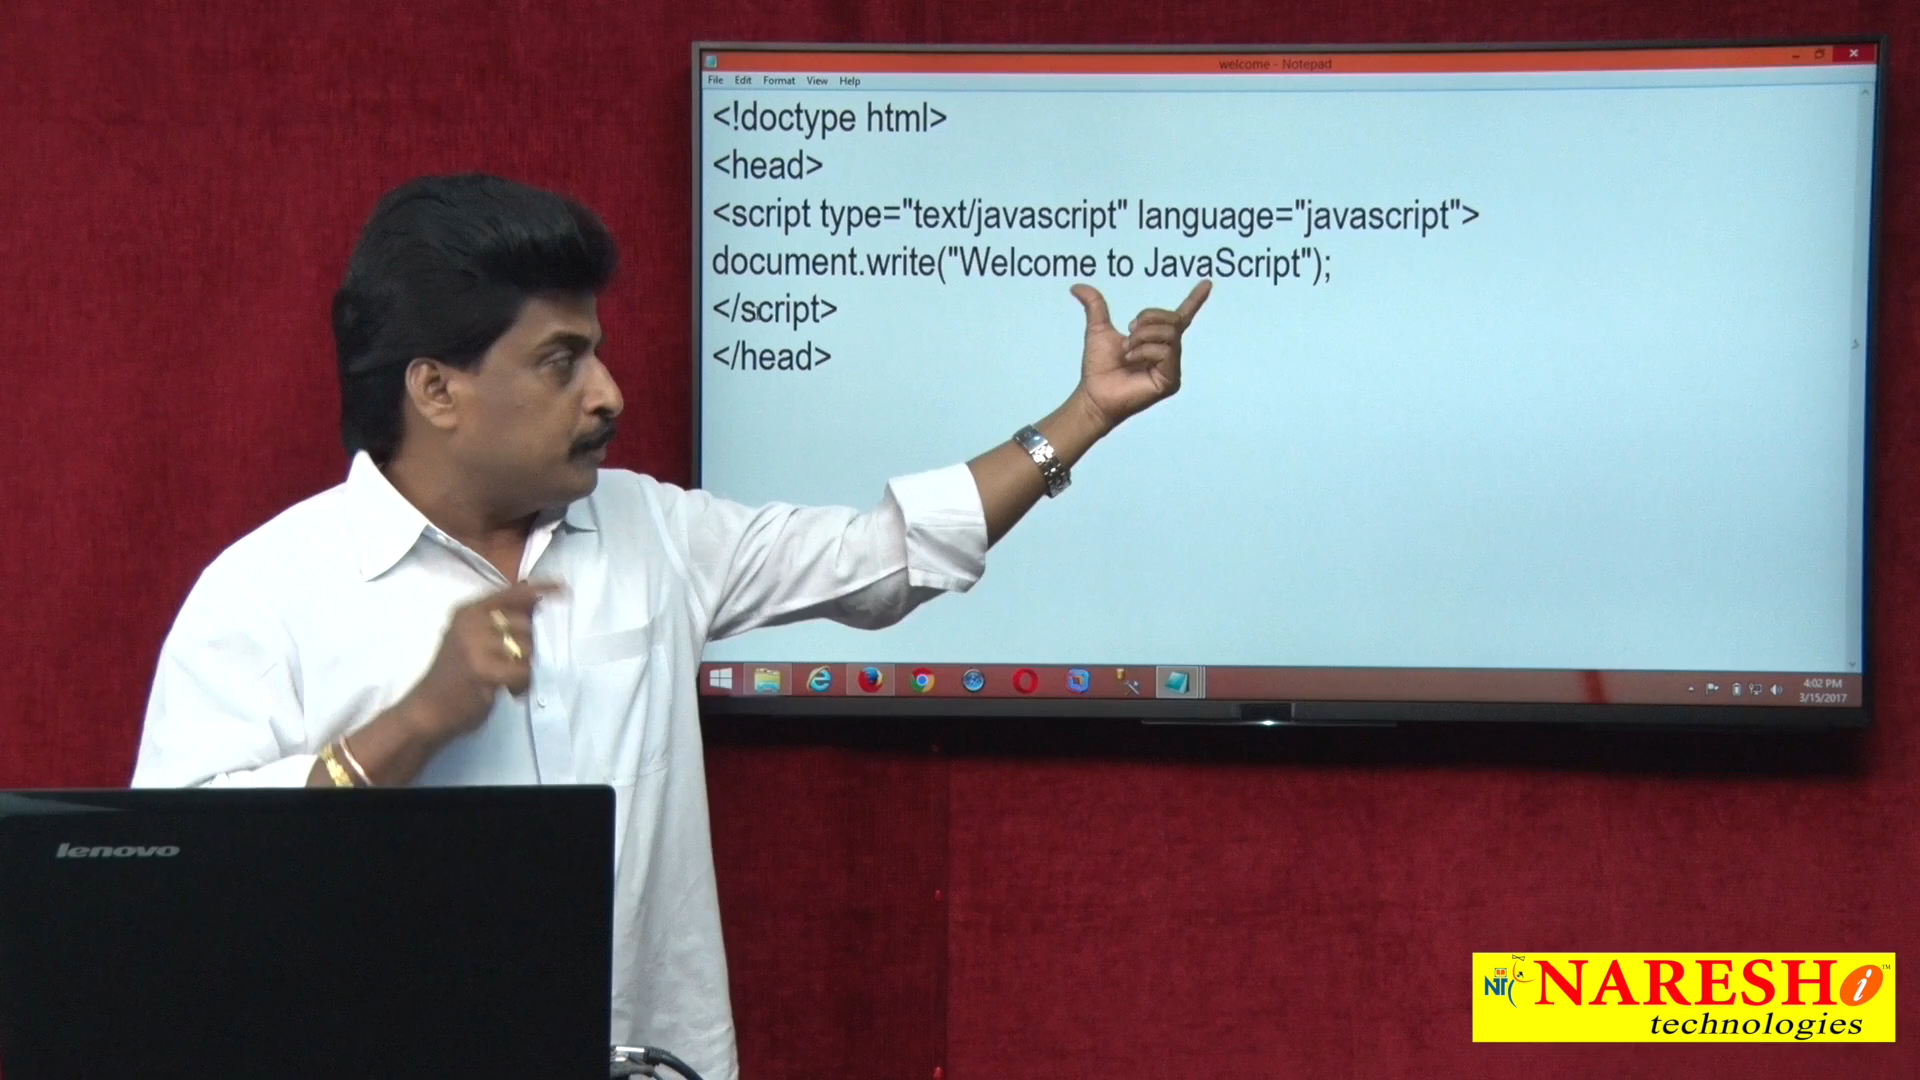 welcome - Notepad
File Edit Format View Help
<!doctype html>
<head>
<script type="text/javascript" language="javascript">
document.write("Welcome to JavaScript");
</script>
</head>
4:02 PM
3/15/2017
lenovo
NARESH i ™
technologies